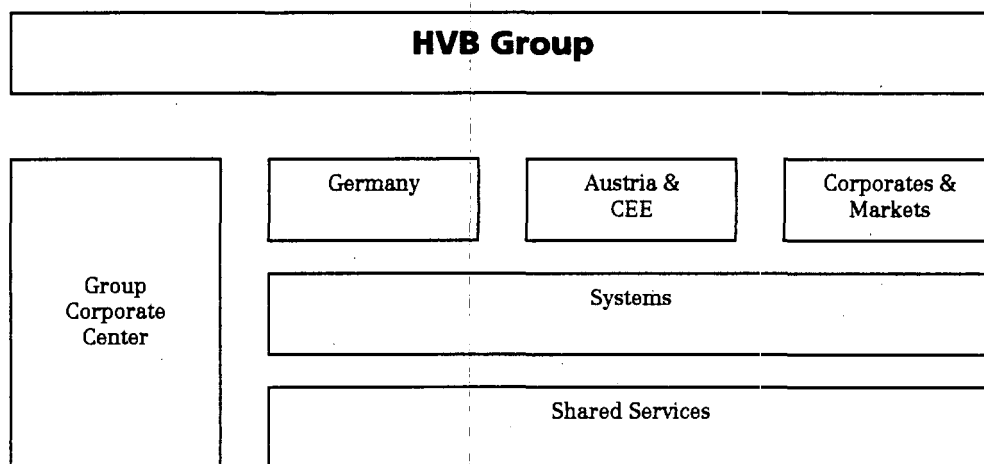 HVB Group
Germany
Austria &
CEE
Corporates &
Markets
Group
Corporate
Center
Systems
Shared Services